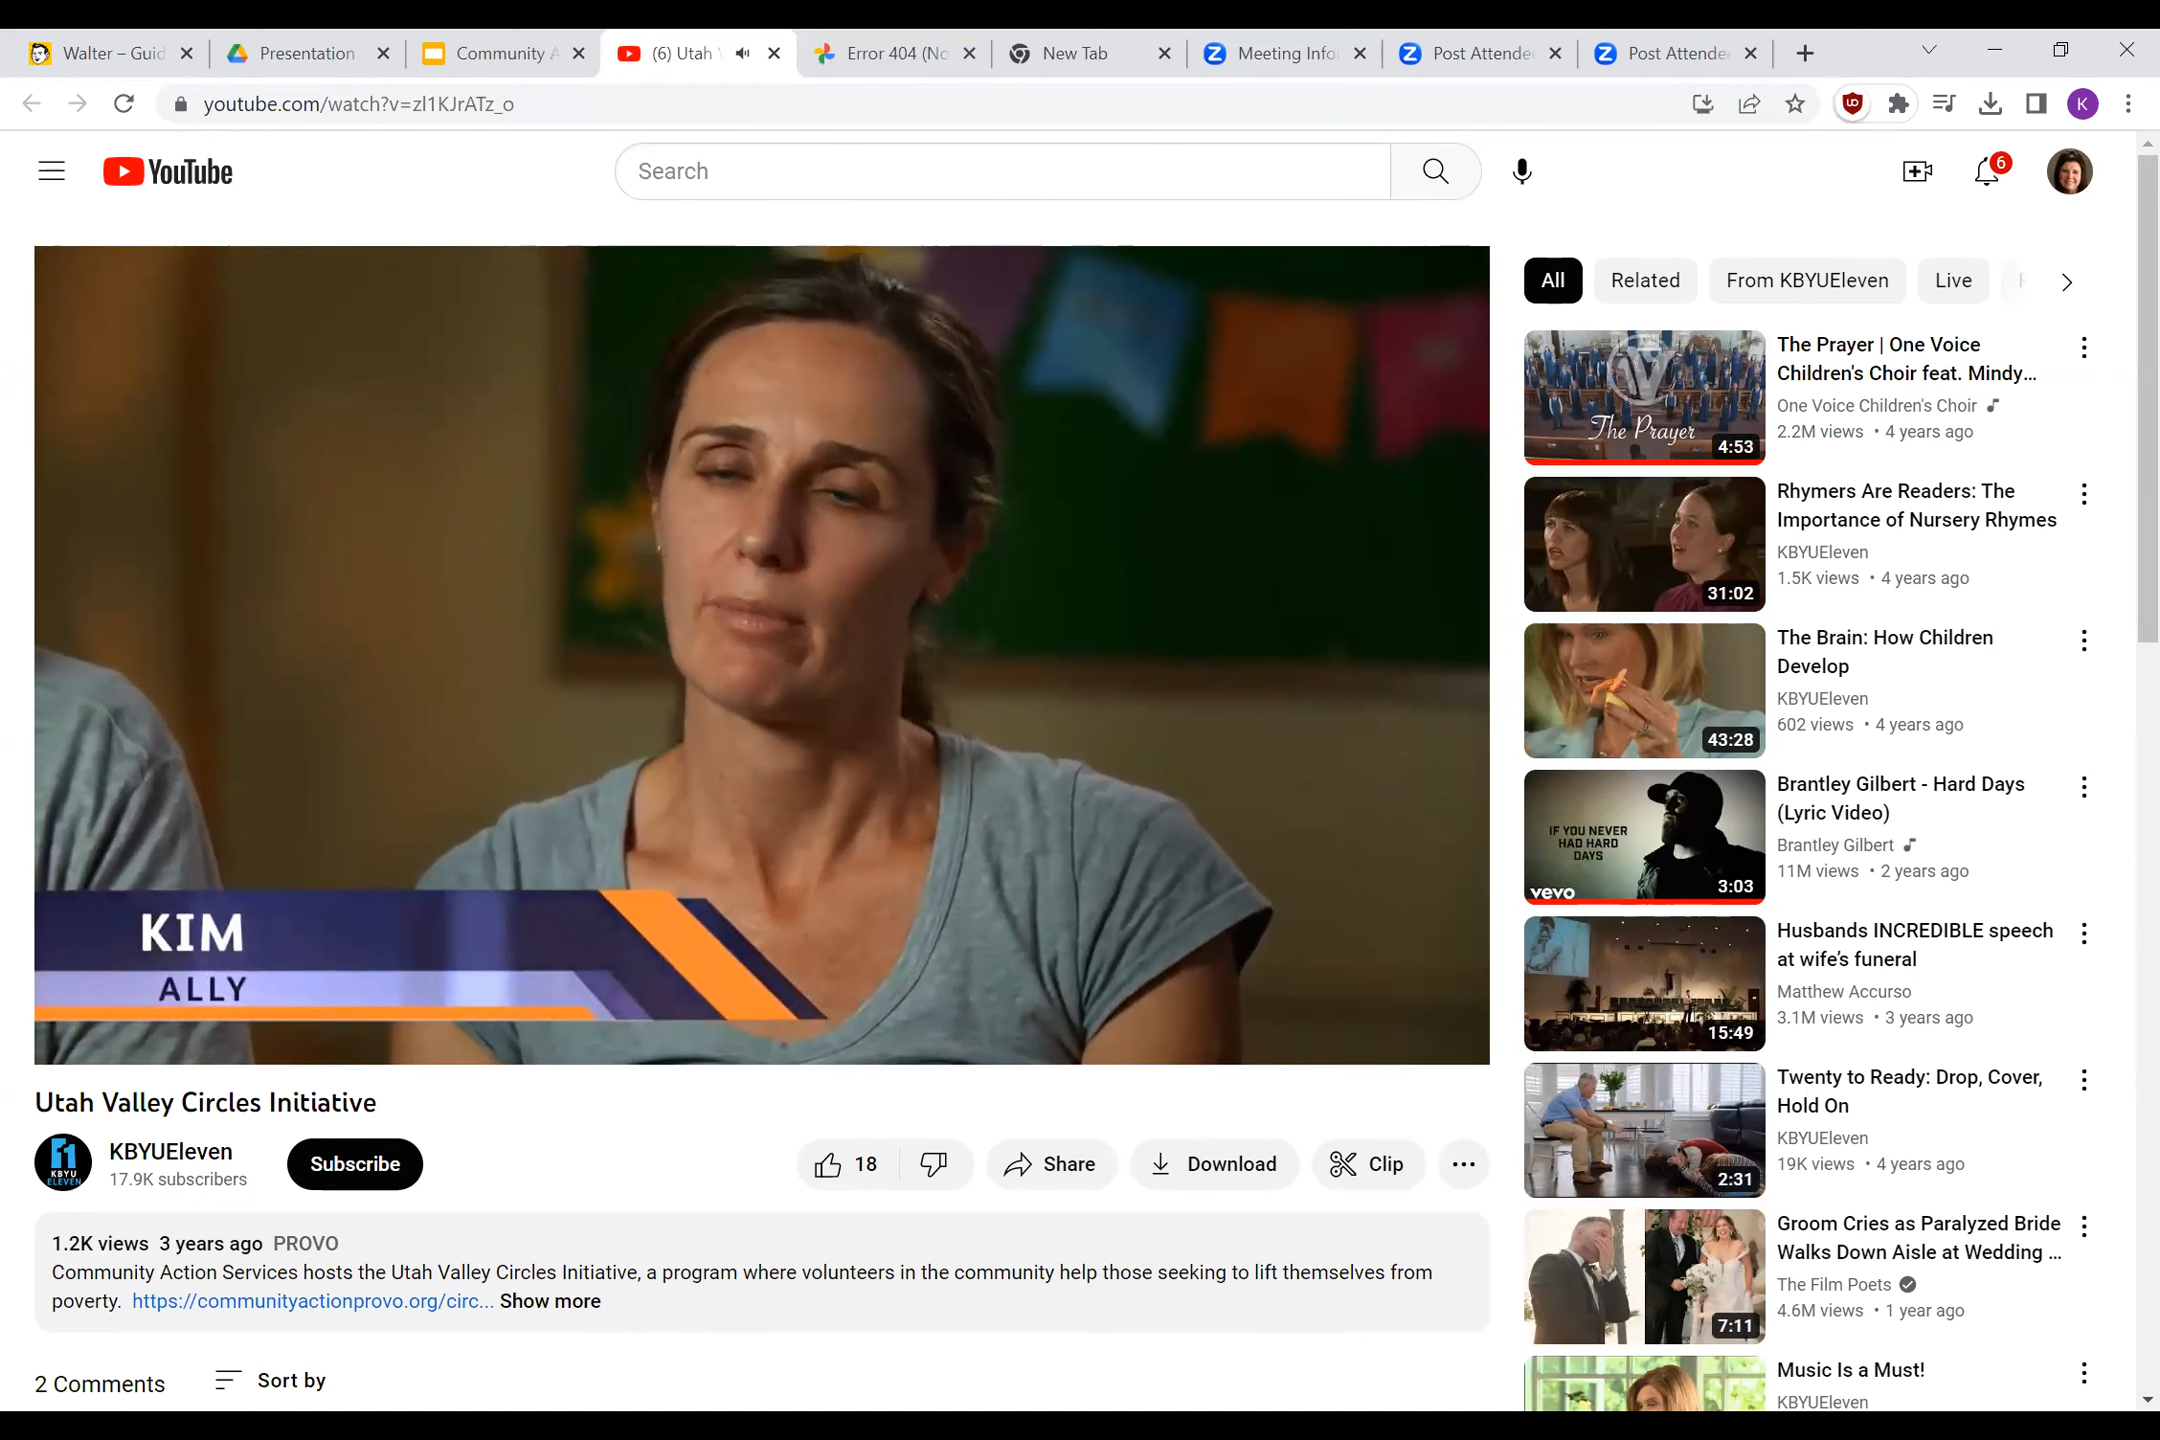 Walter – Guid
Presentation
Community A
(6) Utah
Error 404 (No
New Tab
Meeting Info
Post Attende
Post Attende
youtube.com/watch?v=zl1KJrATz_o
K
YouTube
Search
6
KIM
ALLY
Utah Valley Circles Initiative
KBYU
ELEVEN
KBYUEleven
17.9K subscribers
Subscribe
18
Share
Download
Clip
1.2K views 3 years ago PROVO
Community Action Services hosts the Utah Valley Circles Initiative, a program where volunteers in the community help those seeking to lift themselves from
poverty. https://communityactionprovo.org/circ... Show more
2 Comments
Sort by
All
Related
From KBYUEleven
Live
The Prayer
4:53
The Prayer | One Voice
Children's Choir feat. Mindy...
One Voice Children's Choir
2.2M views • 4 years ago
31:02
Rhymers Are Readers: The
Importance of Nursery Rhymes
KBYUEleven
1.5K views • 4 years ago
43:28
The Brain: How Children
Develop
KBYUEleven
602 views • 4 years ago
IF YOU NEVER
HAD HARD
DAYS
vevo
3:03
Brantley Gilbert - Hard Days
(Lyric Video)
Brantley Gilbert
11M views • 2 years ago
15:49
Husbands INCREDIBLE speech
at wife's funeral
Matthew Accurso
3.1M views • 3 years ago
2:31
Twenty to Ready: Drop, Cover,
Hold On
KBYUEleven
19K views • 4 years ago
7:11
Groom Cries as Paralyzed Bride
Walks Down Aisle at Wedding ...
The Film Poets
4.6M views • 1 year ago
Music Is a Must!
KBYUEleven